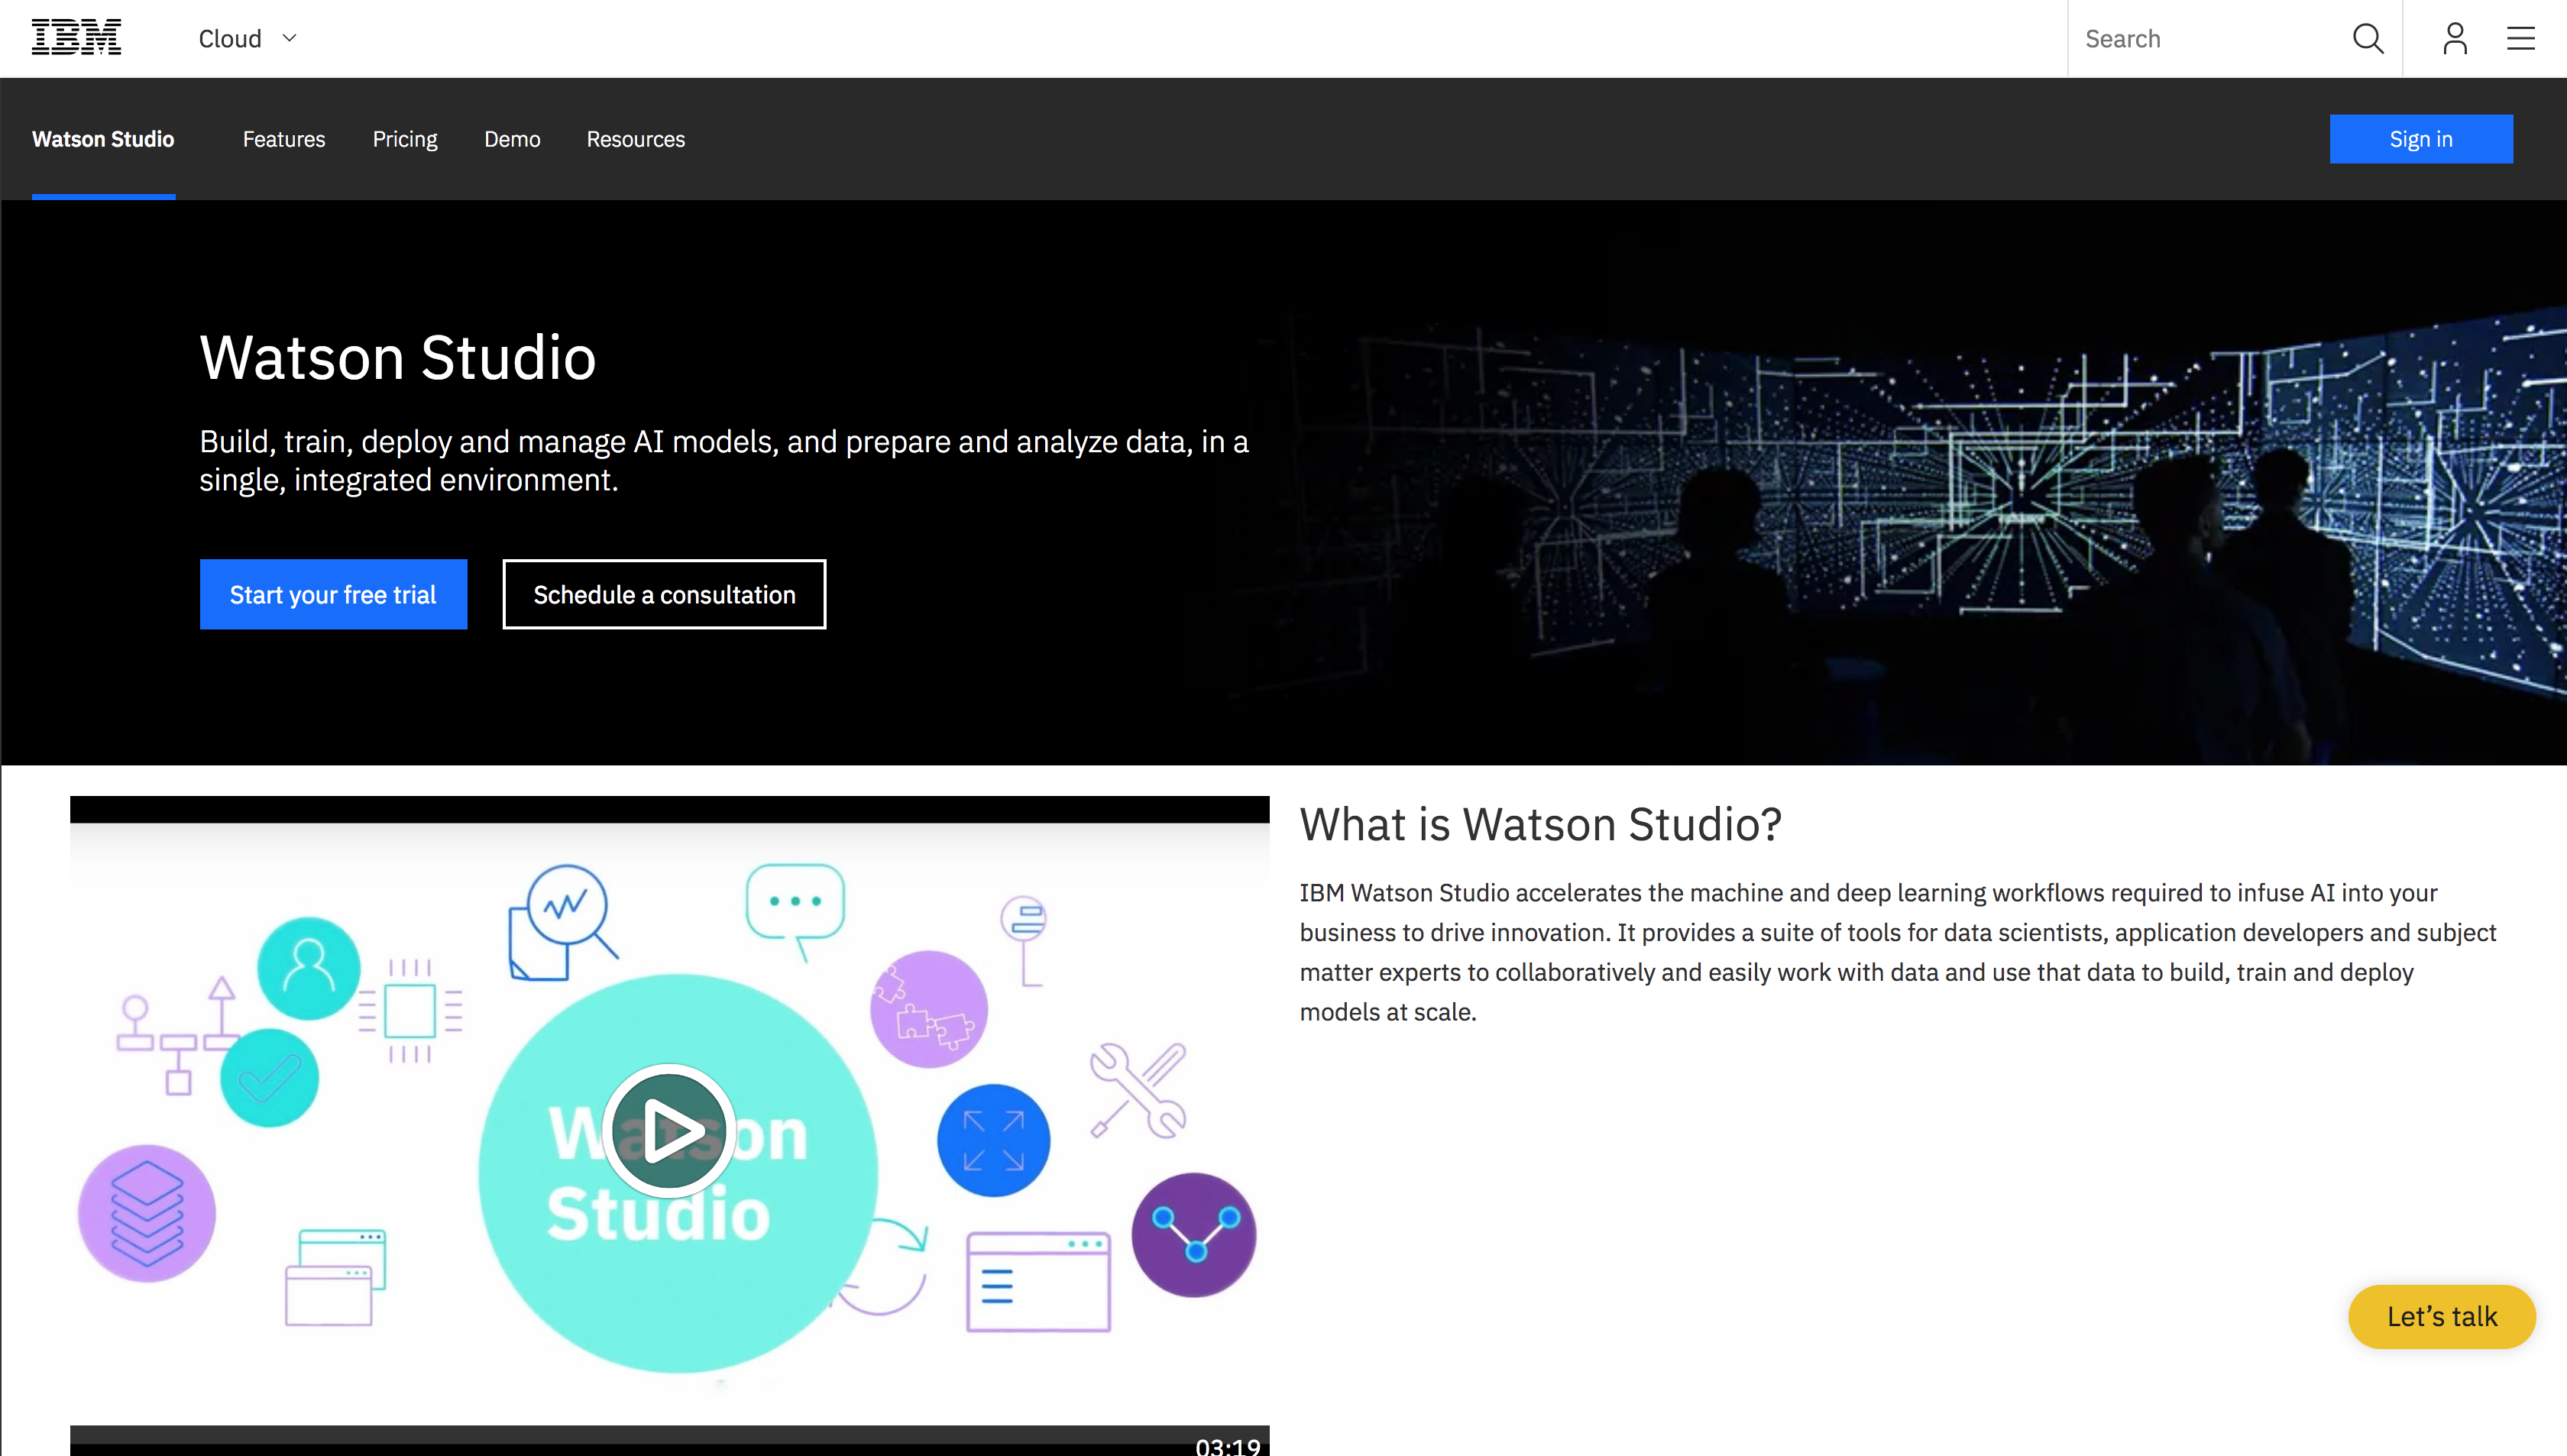 IBM
Cloud
Search
Watson Studio
Features
Pricing
Demo
Resources
Sign in
Watson Studio
Build, train, deploy and manage AI models, and prepare and analyze data, in a
single, integrated environment.
Start your free trial
Schedule a consultation
What is Watson Studio?
IBM Watson Studio accelerates the machine and deep learning workflows required to infuse AI into your
business to drive innovation. It provides a suite of tools for data scientists, application developers and subject
matter experts to collaboratively and easily work with data and use that data to build, train and deploy
models at scale.
Watson
Studio
03:19
Let’s talk